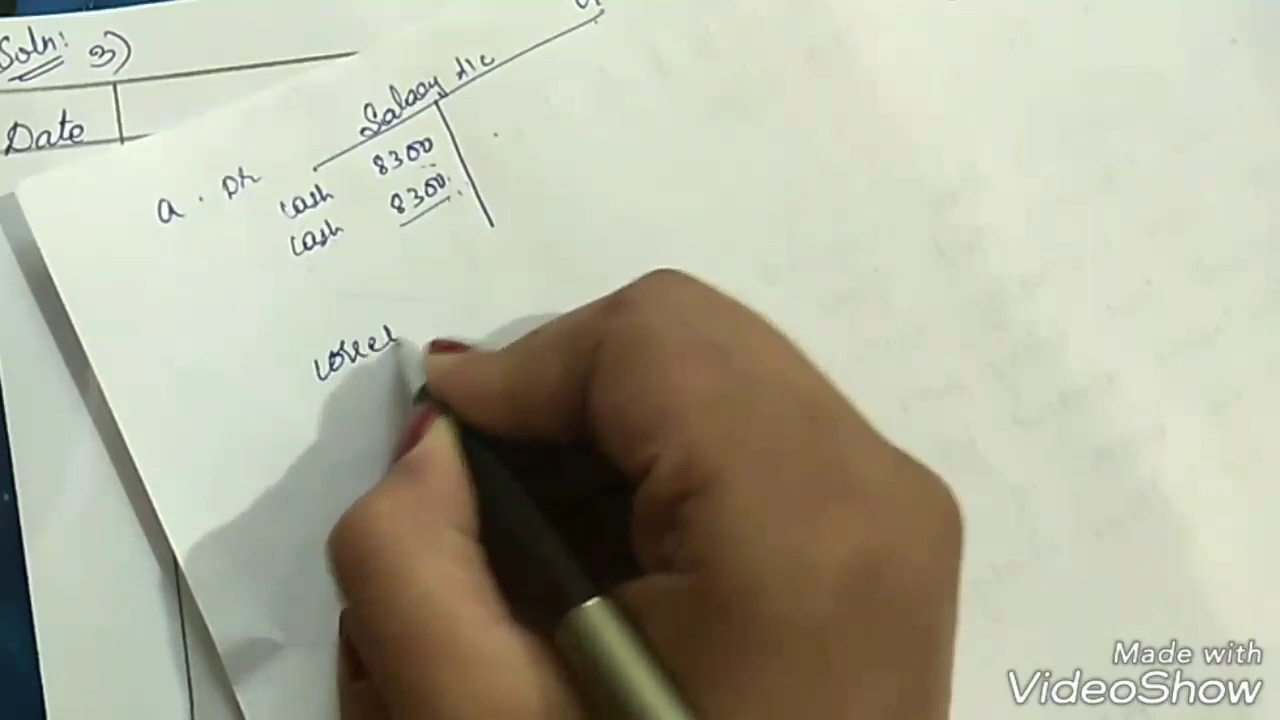 Soln: 3)
Date
Salary A/c
a. Dr
cash 8300
cash 8300
Made with
VideoShow